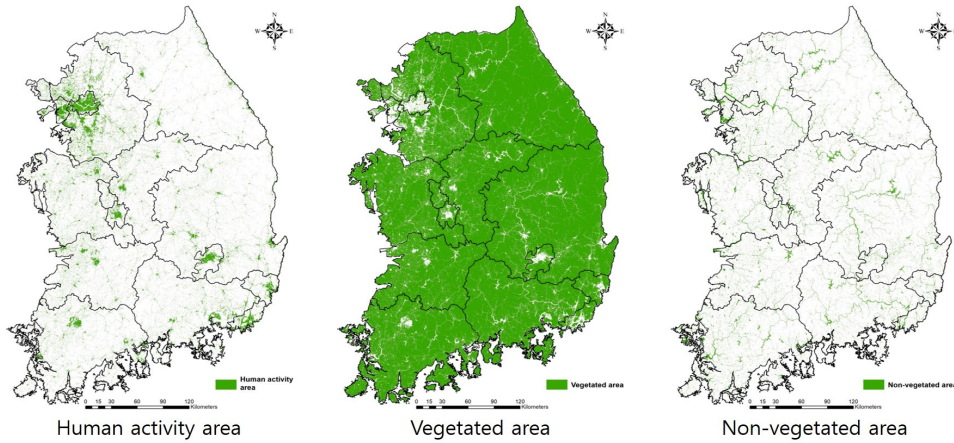 N
W E
S
Human activity
area
0 15 30 60 90 120
Kilometers
Human activity area
N
W E
S
Vegetated area
0 15 30 60 90 120
Kilometers
Vegetated area
N
W E
S
Non-vegetated area
0 15 30 60 90 120
Kilometers
Non-vegetated area